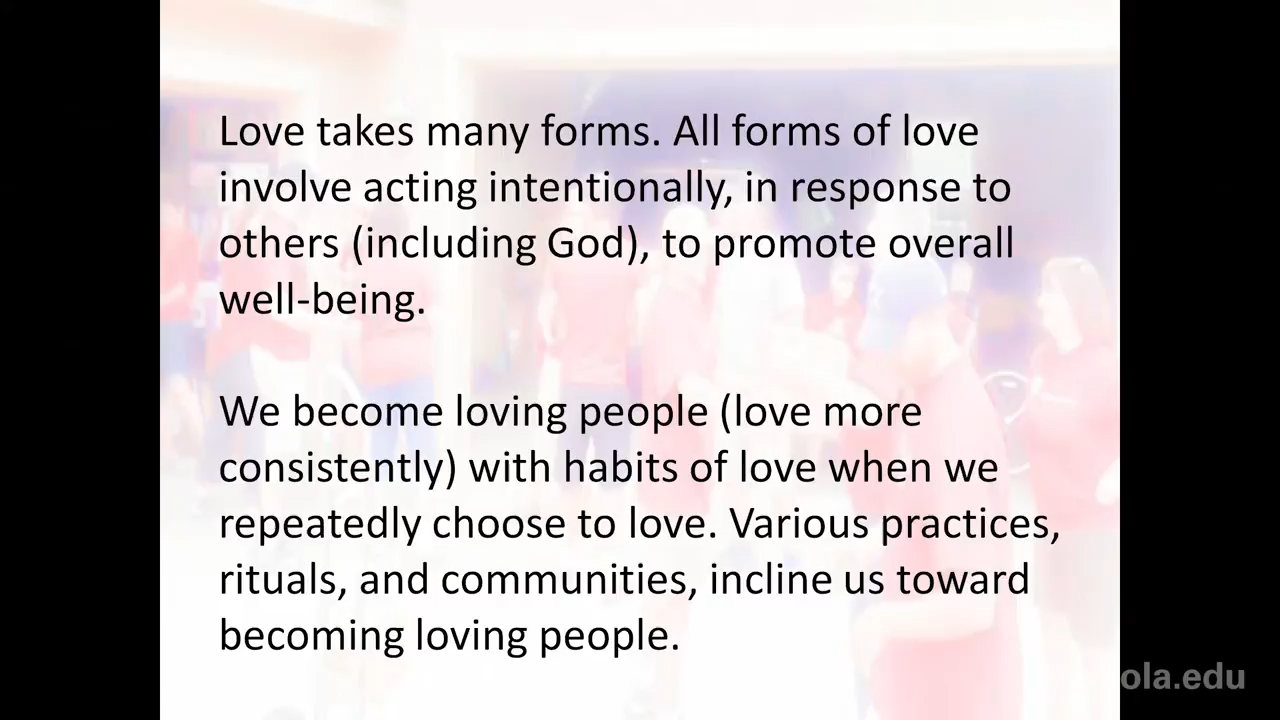 Love takes many forms. All forms of love
involve acting intentionally, in response to
others (including God), to promote overall
well-being.
We become loving people (love more
consistently) with habits of love when we
repeatedly choose to love. Various practices,
rituals, and communities, incline us toward
becoming loving people.
ola.edu